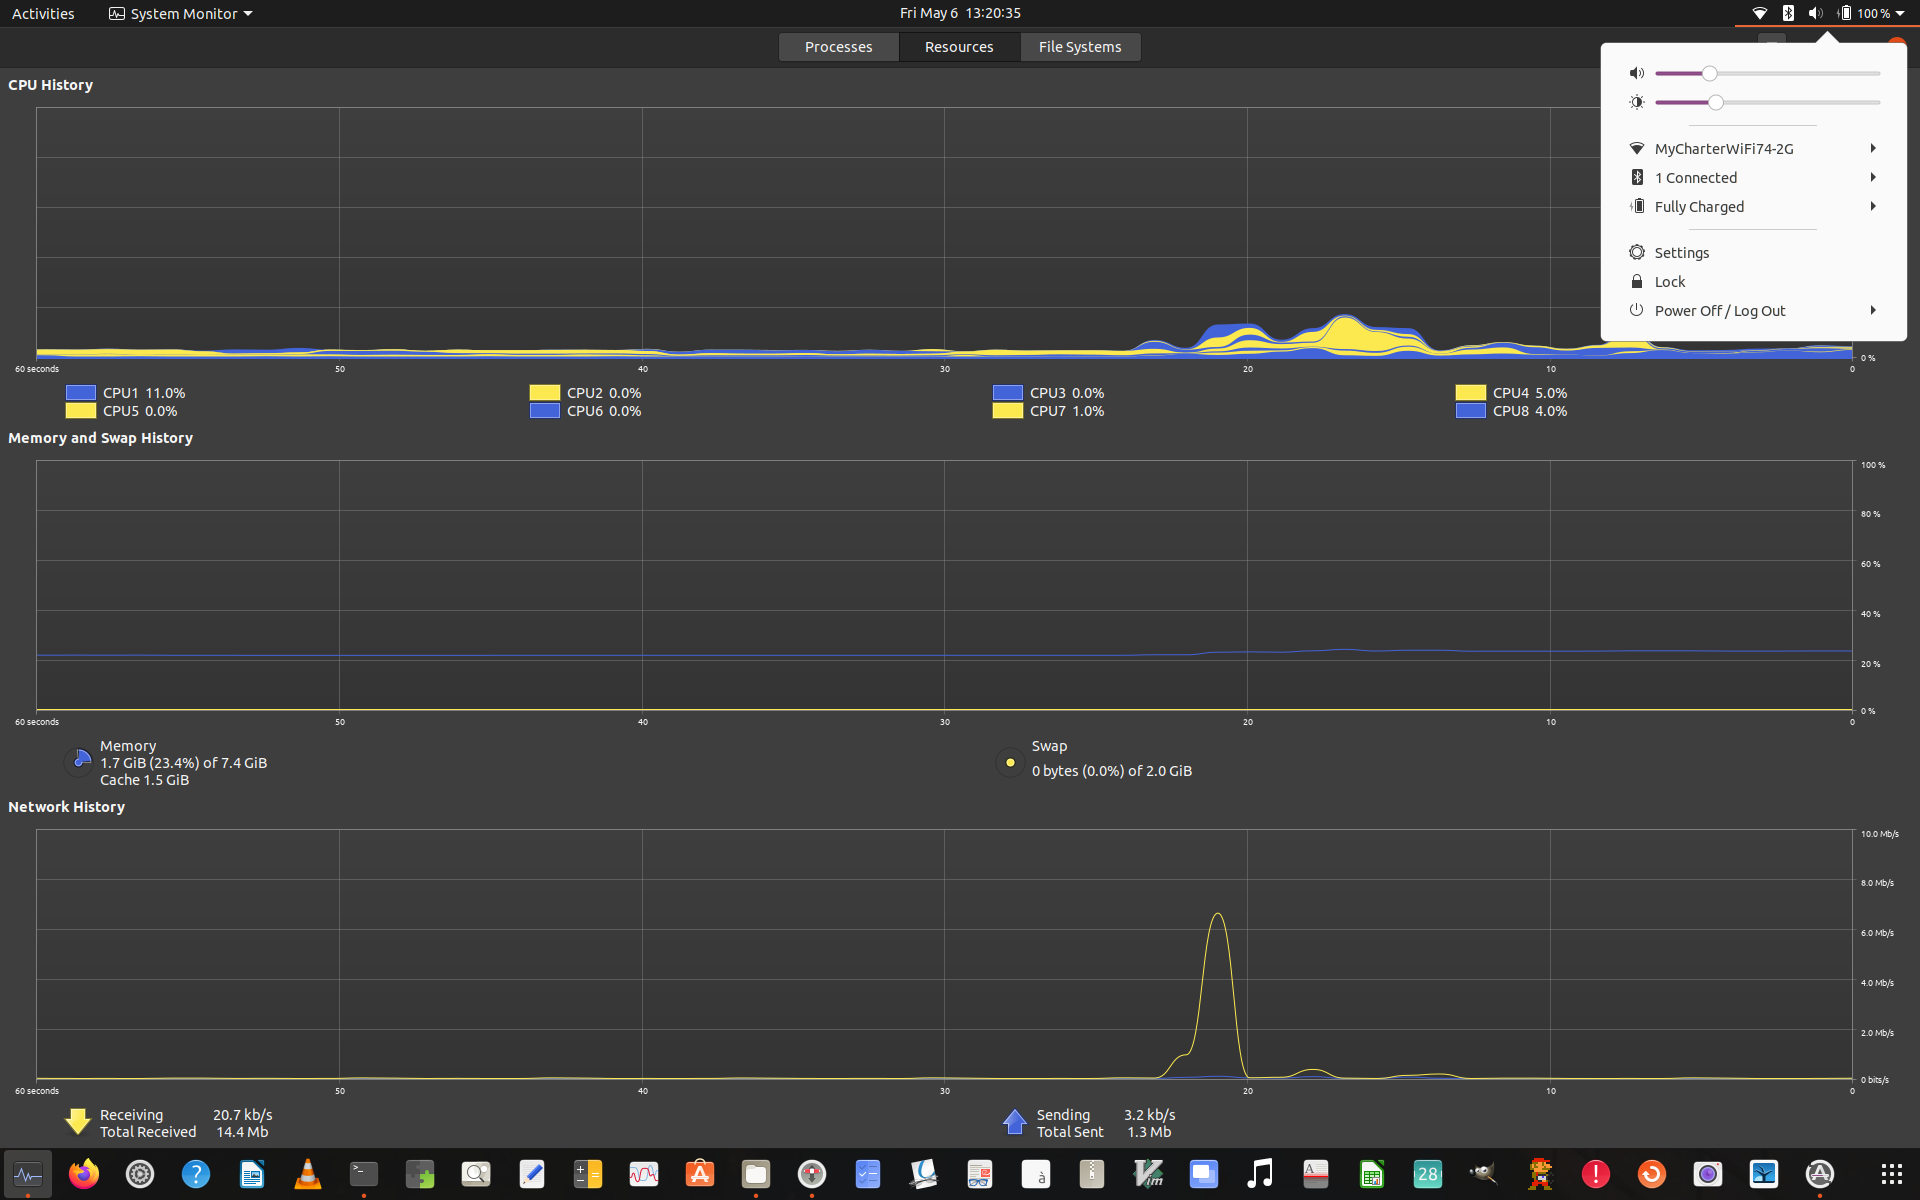 Activities System Monitor Fri May 6 13:20:35 100 %
Processes Resources File Systems
CPU History
MyCharterWiFi74-2G
1 Connected
Fully Charged
Settings
Lock
Power Off / Log Out
0 %
60 seconds 50 40 30 20 10 0
CPU1 11.0% CPU2 0.0% CPU3 0.0% CPU4 5.0%
CPU5 0.0% CPU6 0.0% CPU7 1.0% CPU8 4.0%
Memory and Swap History
100 %
80 %
60 %
40 %
20 %
0 %
60 seconds 50 40 30 20 10 0
Memory
1.7 GiB (23.4%) of 7.4 GiB
Cache 1.5 GiB
Swap
0 bytes (0.0%) of 2.0 GiB
Network History
10.0 Mb/s
8.0 Mb/s
6.0 Mb/s
4.0 Mb/s
2.0 Mb/s
0 bits/s
60 seconds 50 40 30 20 10 0
Receiving 20.7 kb/s
Total Received 14.4 Mb
Sending 3.2 kb/s
Total Sent 1.3 Mb
? >_ à Vim A 28 !